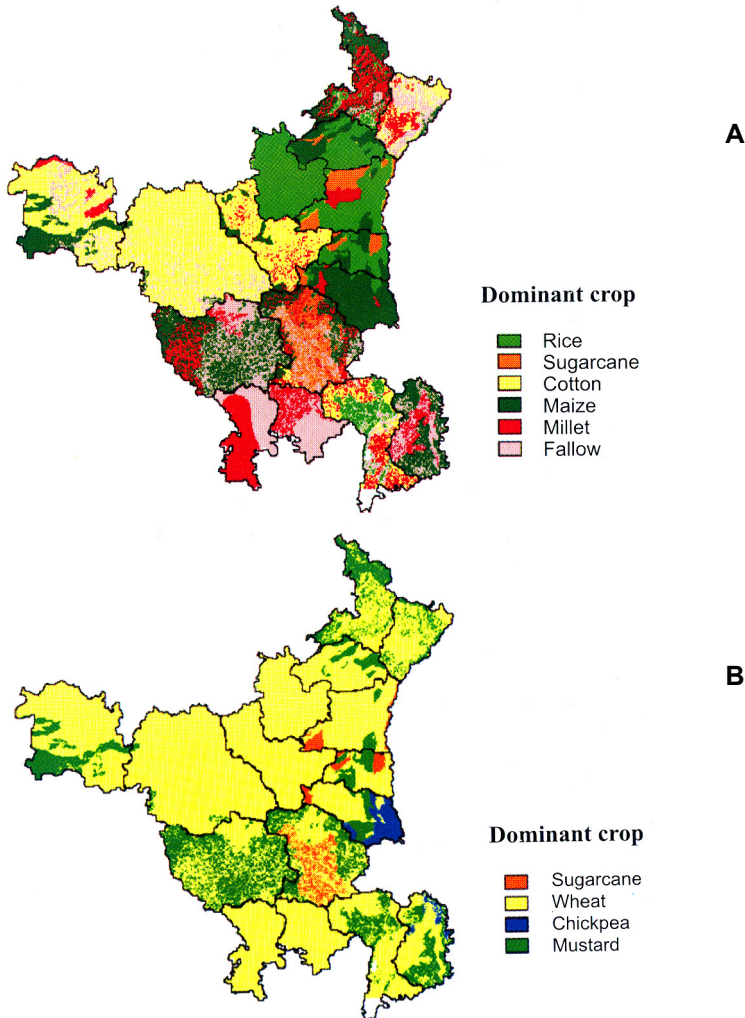 A
Dominant crop
Rice
Sugarcane
Cotton
Maize
Millet
Fallow
B
Dominant crop
Sugarcane
Wheat
Chickpea
Mustard